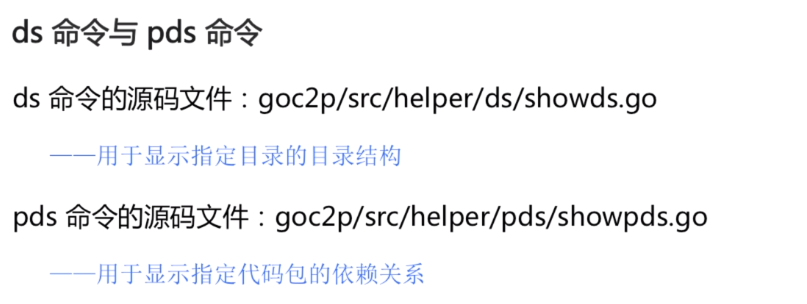 ds 命令与 pds 命令
ds 命令的源码文件：goc2p/src/helper/ds/showds.go
——用于显示指定目录的目录结构
pds 命令的源码文件：goc2p/src/helper/pds/showpds.go
——用于显示指定代码包的依赖关系